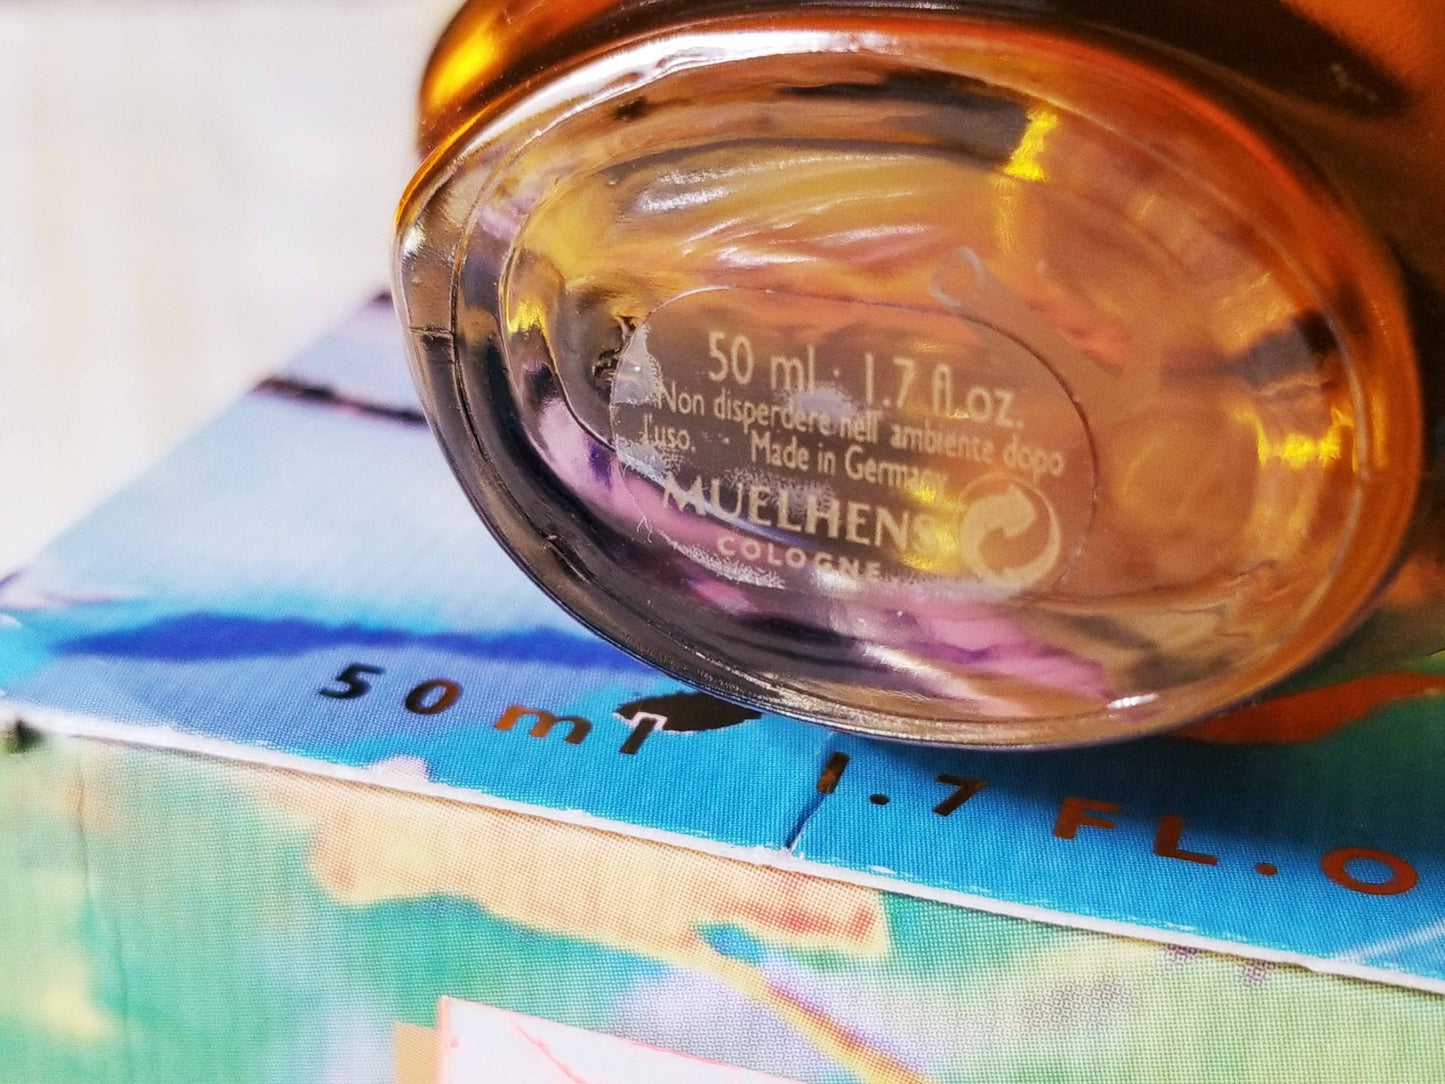 50 ml · 1.7 fl.oz.
Non disperdere nell' ambiente dopo
l'uso. Made in Germany
MUELHENS
COLOGNE
50 ml 1.7 FL.O